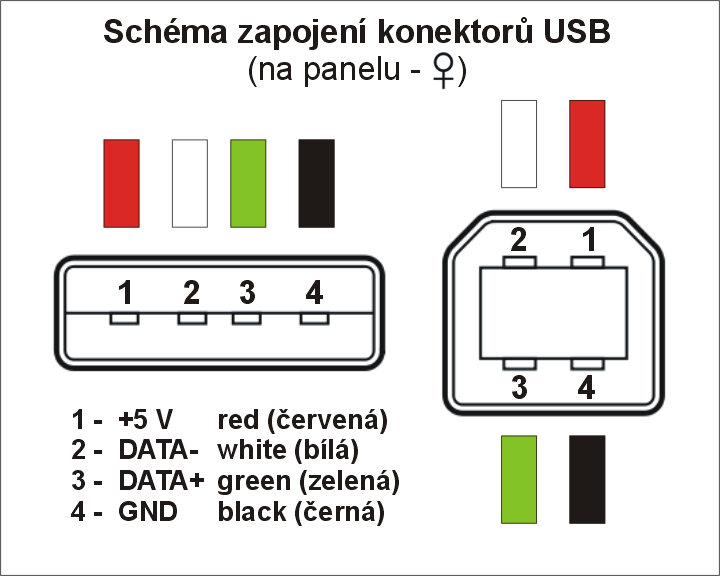 Schéma zapojení konektorů USB
(na panelu - ♀)
1 2 3 4
2 1
3 4
1 - +5 V red (červená)
2 - DATA- white (bílá)
3 - DATA+ green (zelená)
4 - GND black (černá)